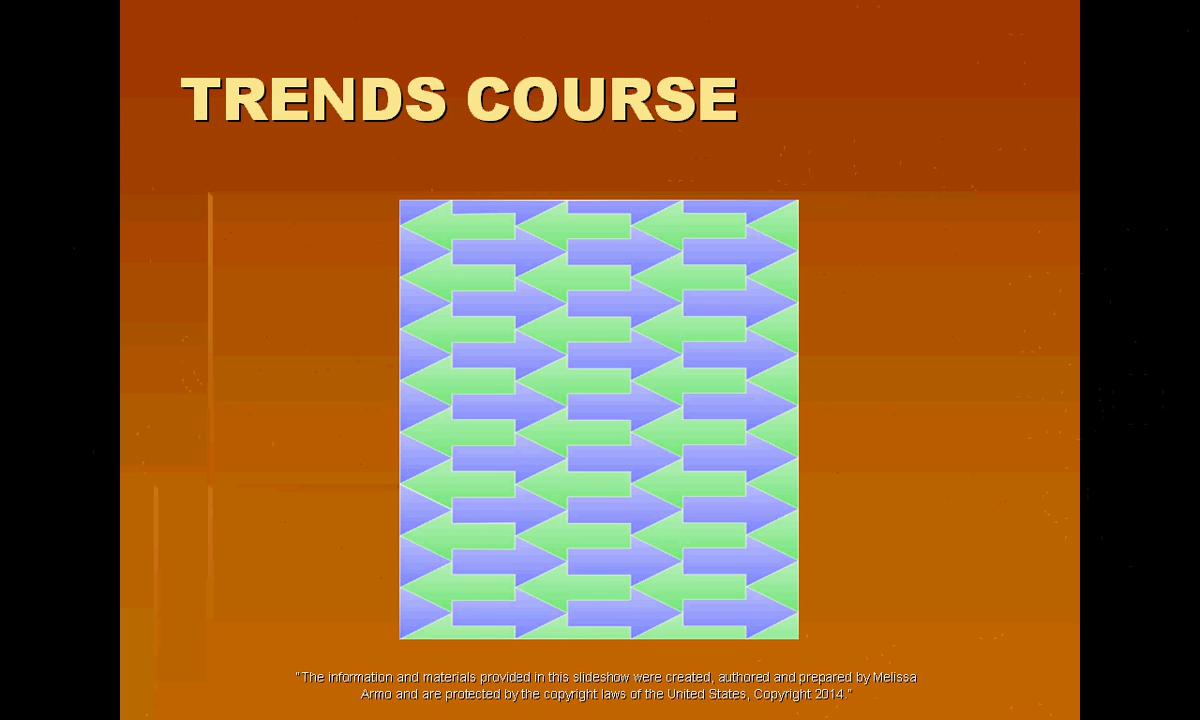 TRENDS COURSE
"The information and materials provided in this slideshow were created, authored and prepared by Melissa
Armo and are protected by the copyright laws of the United States, Copyright 2014."